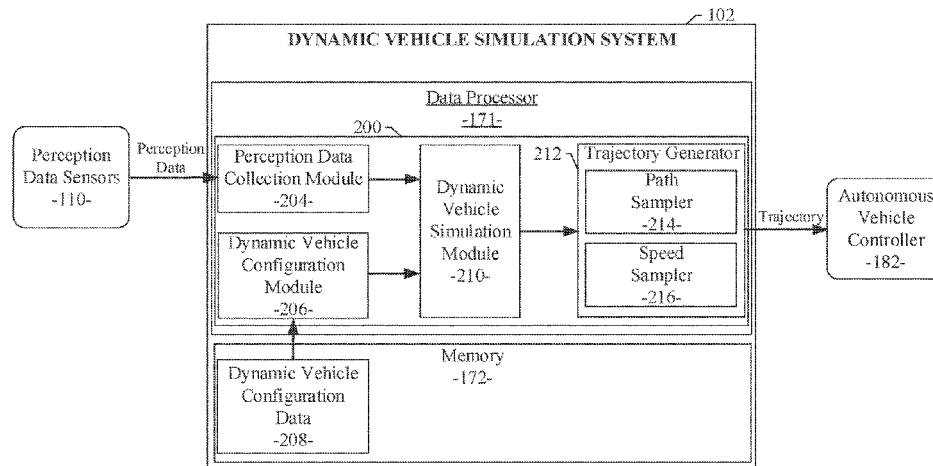 102
DYNAMIC VEHICLE SIMULATION SYSTEM
Data Processor
-171-
200
Perception
Data Sensors
-110-
Perception
Data
Perception Data
Collection Module
-204-
Dynamic Vehicle
Configuration
Module
-206-
Dynamic
Vehicle
Simulation
Module
-210-
212
Trajectory Generator
Path
Sampler
-214-
Speed
Sampler
-216-
Trajectory
Autonomous
Vehicle
Controller
-182-
Memory
-172-
Dynamic Vehicle
Configuration
Data
-208-